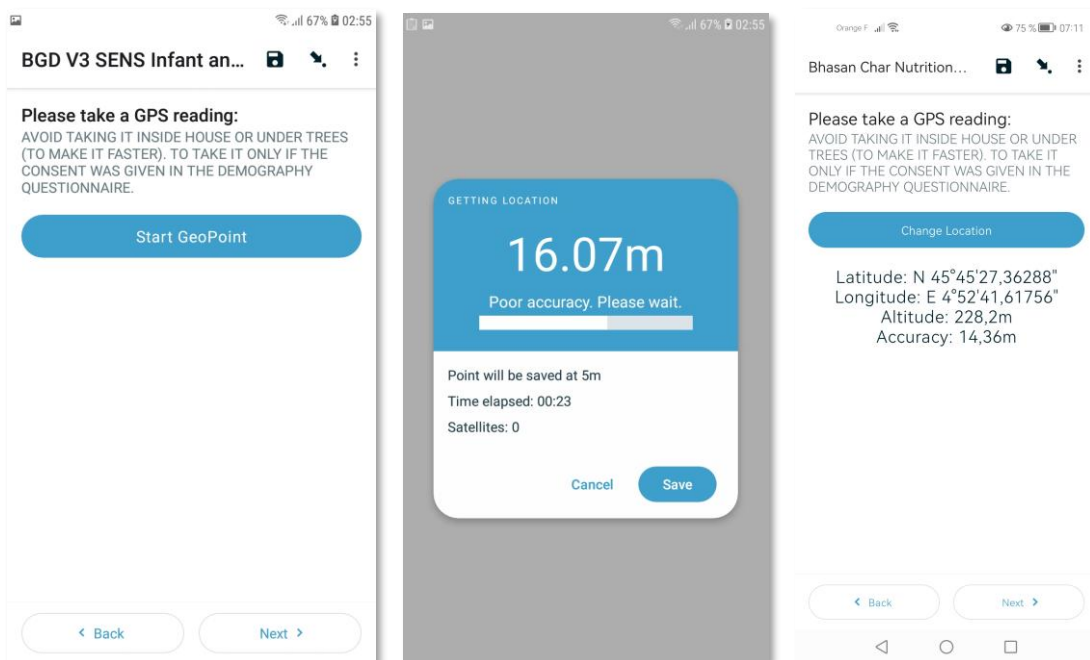 67% 02:55
BGD V3 SENS Infant an...
Please take a GPS reading:
AVOID TAKING IT INSIDE HOUSE OR UNDER TREES
(TO MAKE IT FASTER). TO TAKE IT ONLY IF THE
CONSENT WAS GIVEN IN THE DEMOGRAPHY
QUESTIONNAIRE.
Start GeoPoint
Back
Next
67% 02:55
GETTING LOCATION
16.07m
Poor accuracy. Please wait.
Point will be saved at 5m
Time elapsed: 00:23
Satellites: 0
Cancel
Save
Orange F 75 % 07:11
Bhasan Char Nutrition...
Please take a GPS reading:
AVOID TAKING IT INSIDE HOUSE OR UNDER
TREES (TO MAKE IT FASTER). TO TAKE IT
ONLY IF THE CONSENT WAS GIVEN IN THE
DEMOGRAPHY QUESTIONNAIRE.
Change Location
Latitude: N 45°45'27,36288"
Longitude: E 4°52'41,61756"
Altitude: 228,2m
Accuracy: 14,36m
Back
Next